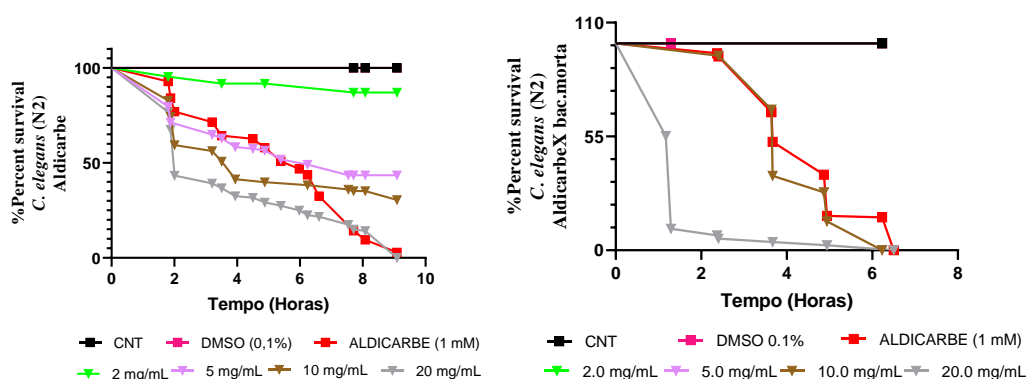 %Percent survival
C. elegans (N2)
Aldicarbe
100
50
0
0 2 4 6 8 10
Tempo (Horas)
CNT DMSO (0,1%) ALDICARBE (1 mM)
2 mg/mL 5 mg/mL 10 mg/mL 20 mg/mL
%Percent survival
C. elegans (N2)
AldicarbeX bac.morta
110
55
0
0 2 4 6 8
Tempo (Horas)
CNT DMSO 0.1% ALDICARBE (1 mM)
2.0 mg/mL 5.0 mg/mL 10.0 mg/mL 20.0 mg/mL